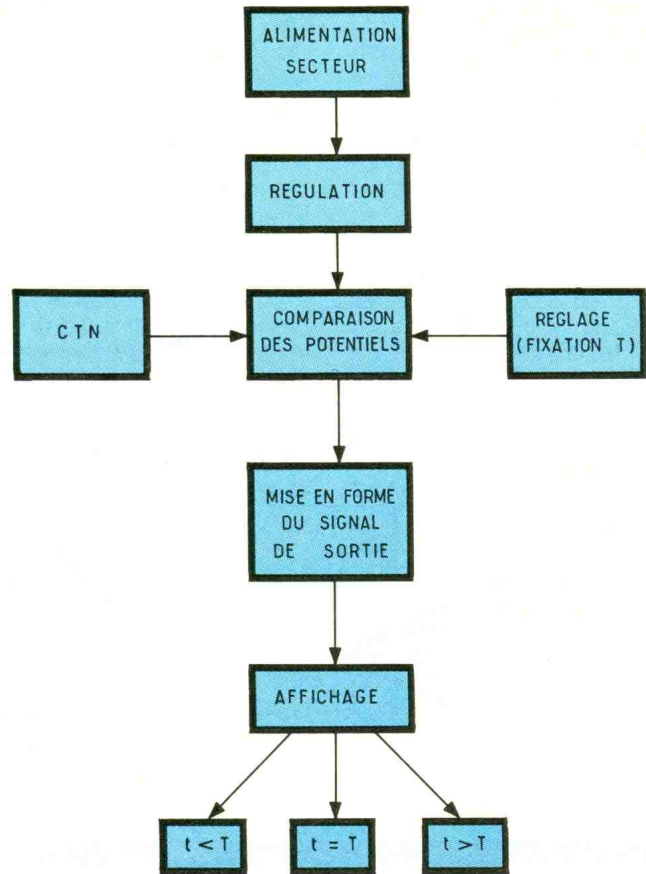 ALIMENTATION
SECTEUR
REGULATION
CTN
COMPARAISON
DES POTENTIELS
REGLAGE
(FIXATION T)
MISE EN FORME
DU SIGNAL
DE SORTIE
AFFICHAGE
t < T
t = T
t > T